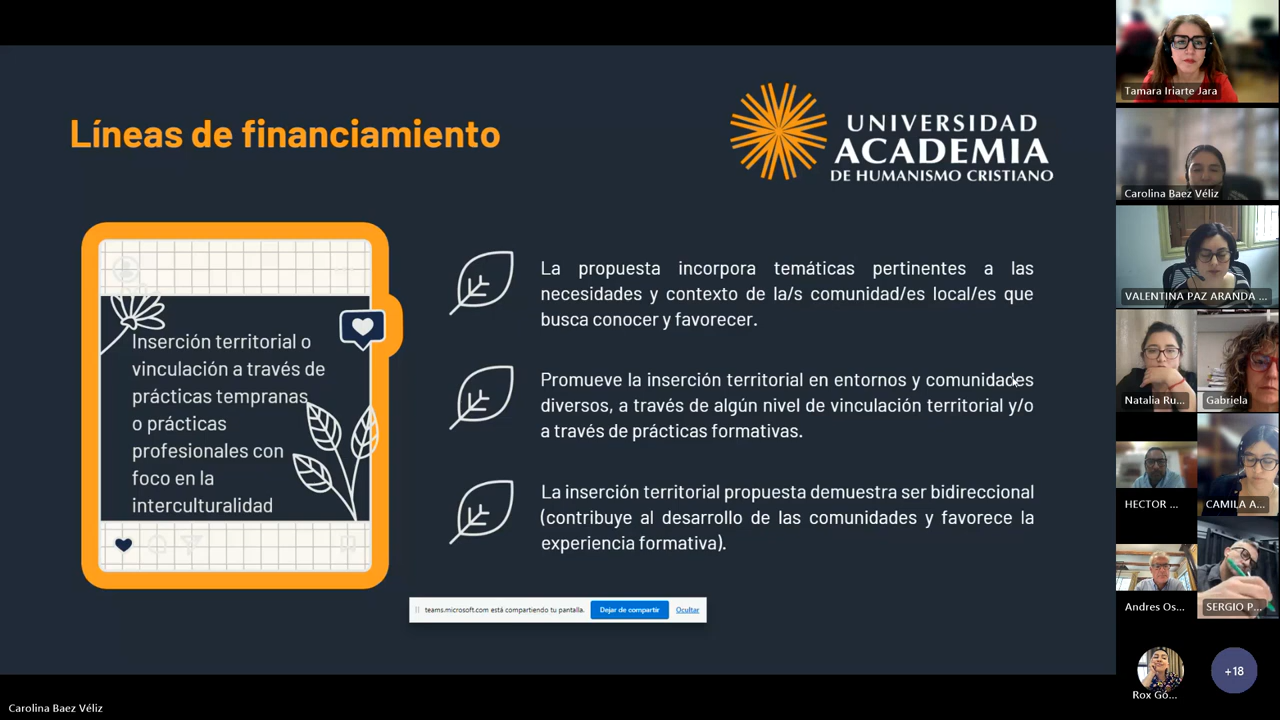 Líneas de financiamiento
UNIVERSIDAD
ACADEMIA
DE HUMANISMO CRISTIANO
Inserción territorial o
vinculación a través de
prácticas tempranas
o prácticas
profesionales con
foco en la
interculturalidad
La propuesta incorpora temáticas pertinentes a las
necesidades y contexto de la/s comunidad/es local/es que
busca conocer y favorecer.
Promueve la inserción territorial en entornos y comunidades
diversos, a través de algún nivel de vinculación territorial y/o
a través de prácticas formativas.
La inserción territorial propuesta demuestra ser bidireccional
(contribuye al desarrollo de las comunidades y favorece la
experiencia formativa).
teams.microsoft.com está compartiendo tu pantalla.
Dejar de compartir
Ocultar
Tamara Iriarte Jara
Carolina Baez Véliz
VALENTINA PAZ ARANDA ...
Natalia Ru...
Gabriela
HECTOR ...
CAMILA A...
Andres Os...
SERGIO P...
Rox Gó...
+18
Carolina Baez Véliz